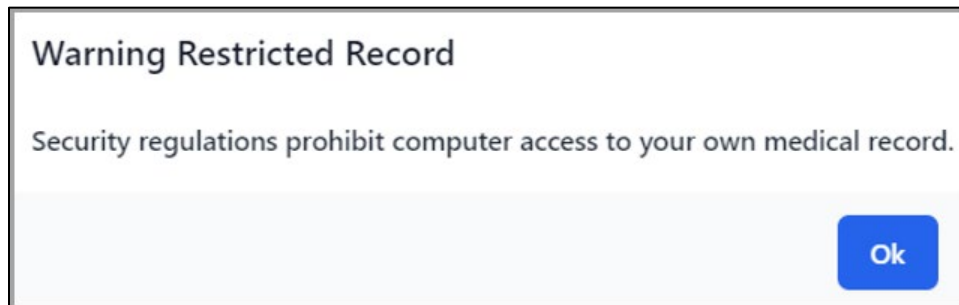 Warning Restricted Record
Security regulations prohibit computer access to your own medical record.
Ok